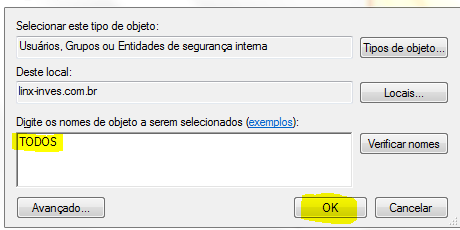 Selecionar este tipo de objeto:
Usuários, Grupos ou Entidades de segurança interna
Tipos de objeto...
Deste local:
linx-inves.com.br
Locais...
Digite os nomes de objeto a serem selecionados (exemplos):
TODOS
Verificar nomes
Avançado...
OK
Cancelar